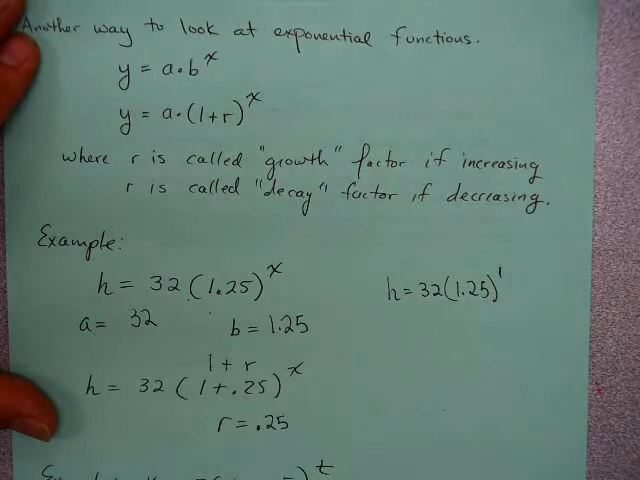 Another way to look at exponential functions.
y = a·b^x
y = a·(1+r)^x
where r is called "growth" factor if increasing
r is called "decay" factor if decreasing.
Example:
h = 32(1.25)^x
h = 32(1.25)^1
a = 32 b = 1.25
1 + r
h = 32(1+.25)^x
r = .25
t